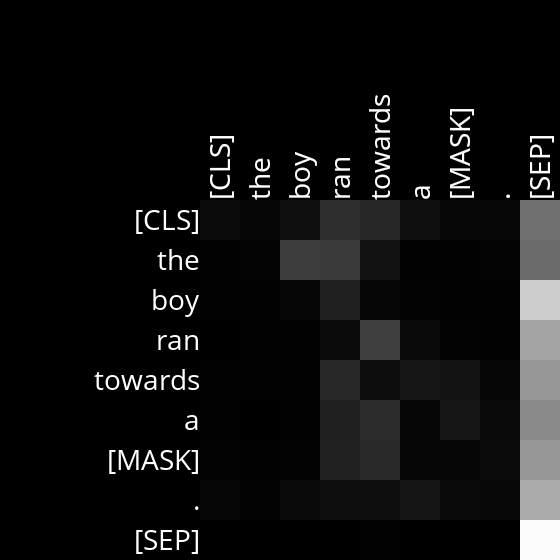 [CLS] the boy ran towards a [MASK] . [SEP]
[CLS]
the
boy
ran
towards
a
[MASK]
.
[SEP]